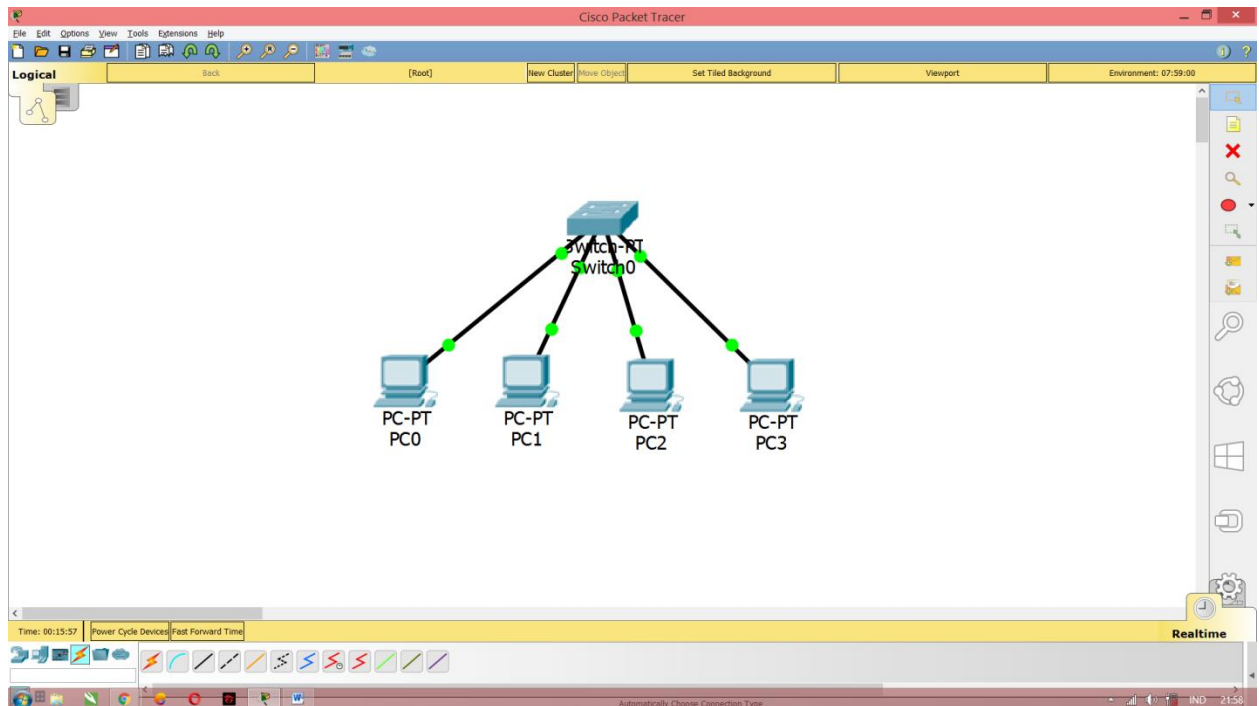 Cisco Packet Tracer
File Edit Options View Tools Extensions Help
Logical Back [Root] New Cluster Move Object Set Tiled Background Viewport Environment: 07:59:00
Switch-PT
Switch0
PC-PT
PC0
PC-PT
PC1
PC-PT
PC2
PC-PT
PC3
Time: 00:15:57 Power Cycle Devices Fast Forward Time Realtime
Automatically Choose Connection Type
IND 21:58